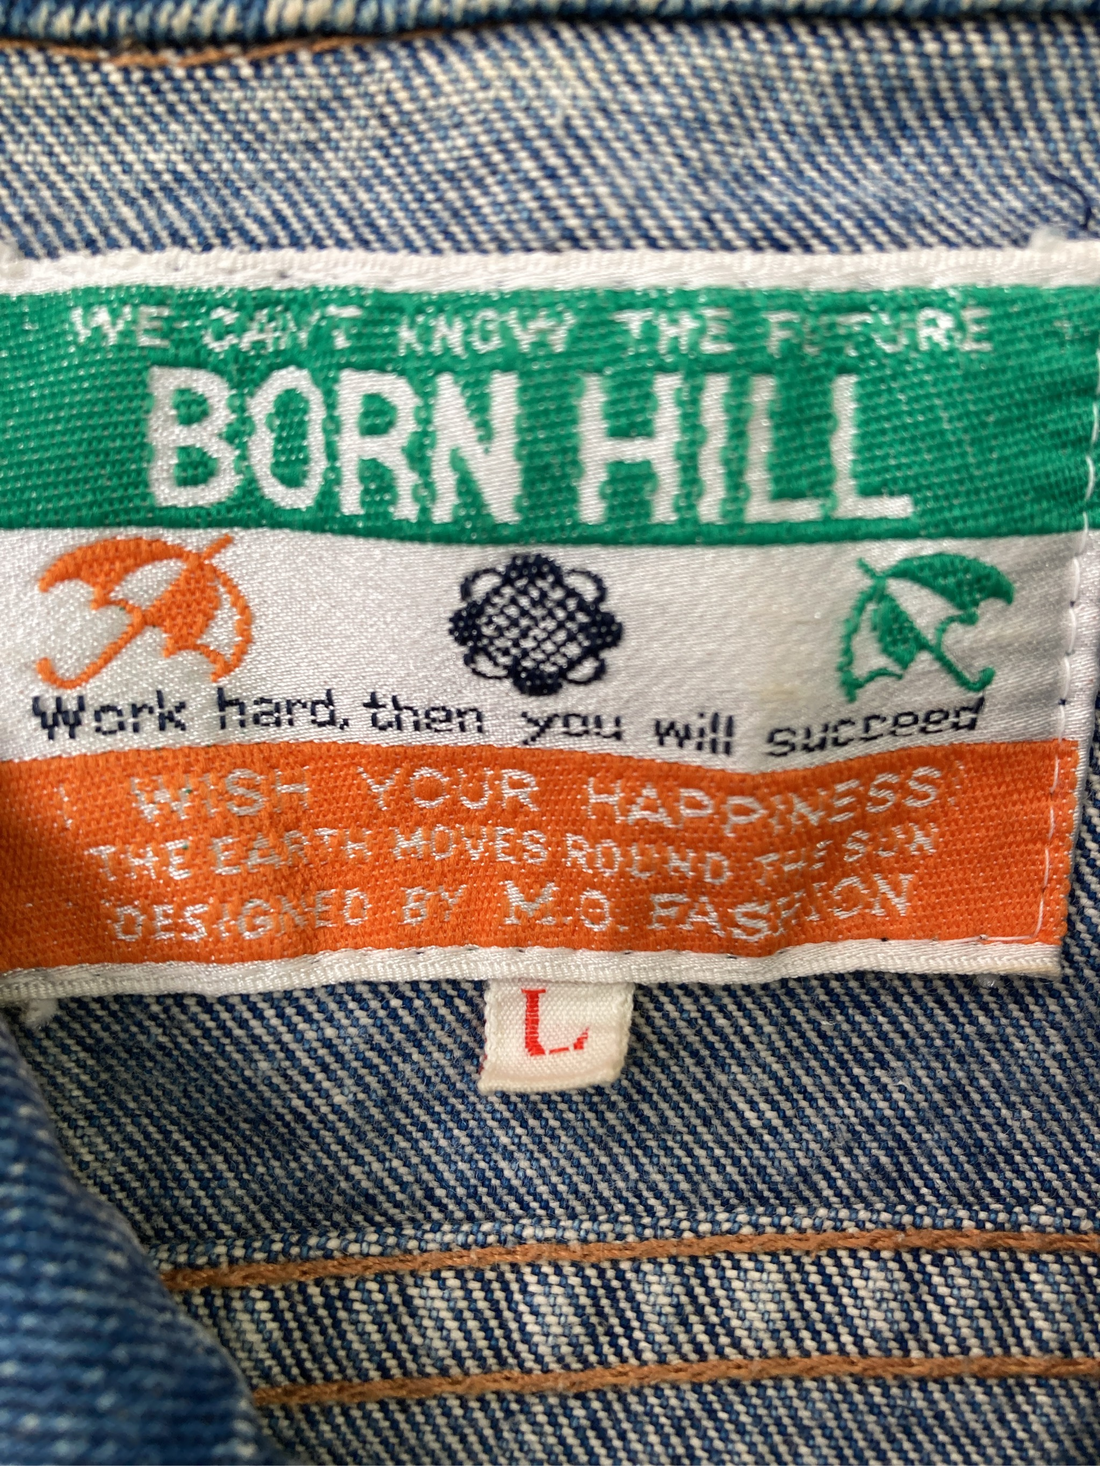 WE CAN'T KNOW THE FUTURE
BORN HILL
Work hard, then you will succeed
I WISH YOUR HAPPINESS!
THE EARTH MOVES ROUND THE SUN
DESIGNED BY M.O. FASHION
L